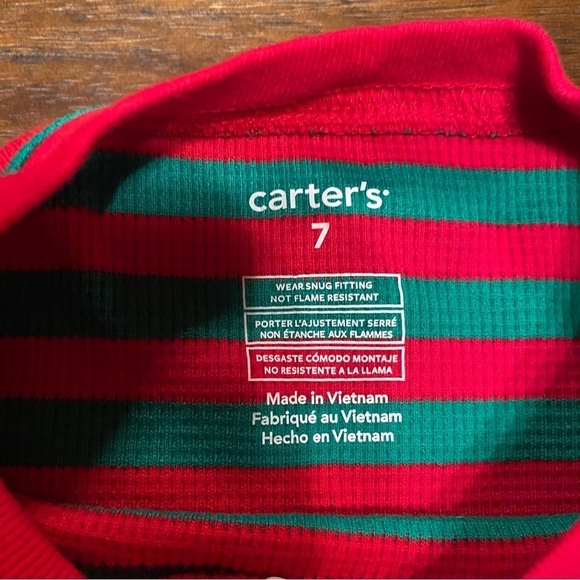 carter's
7
WEAR SNUG FITTING
NOT FLAME RESISTANT
PORTER L'AJUSTEMENT SERRÉ
NON ÉTANCHE AUX FLAMMES
DESGASTE CÓMODO MONTAJE
NO RESISTENTE A LA LLAMA
Made in Vietnam
Fabriqué au Vietnam
Hecho en Vietnam